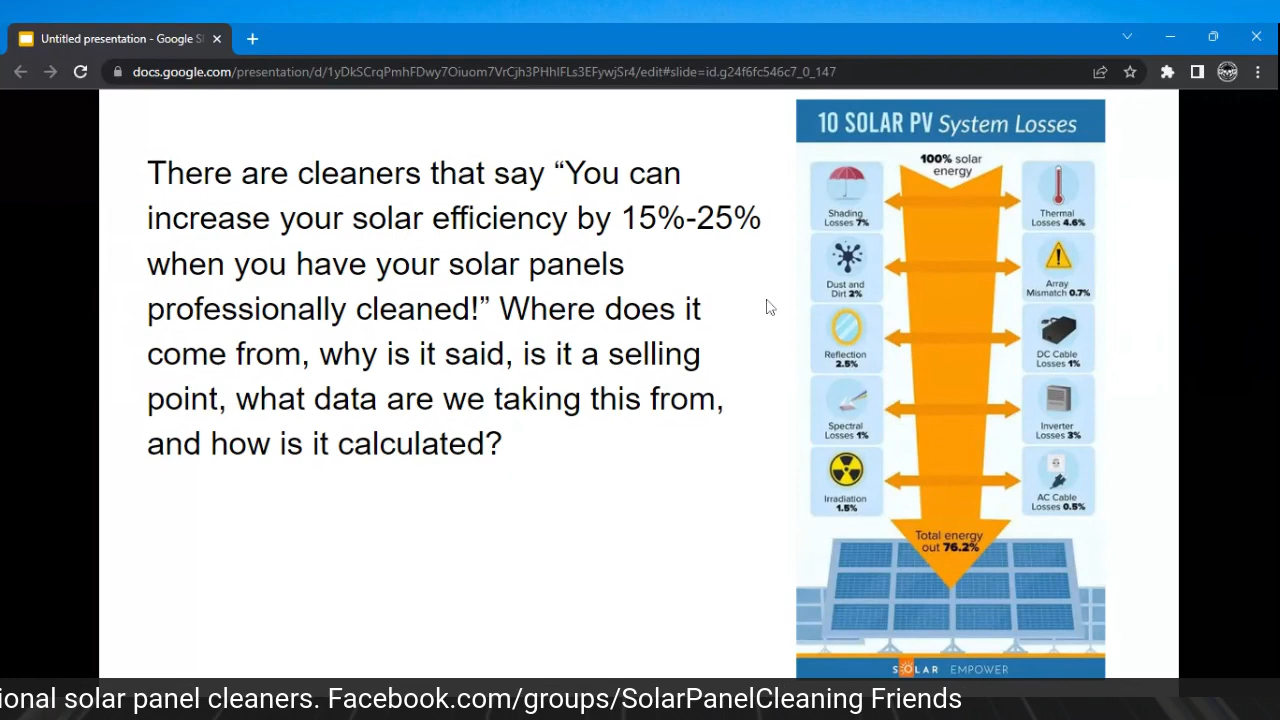 Untitled presentation - Google Sl
docs.google.com/presentation/d/1yDkSCrqPmhFDwy7Oiuom7VrCjh3PHhlFLs3EFywjSr4/edit#slide=id.g24f6fc546c7_0_147
There are cleaners that say “You can
increase your solar efficiency by 15%-25%
when you have your solar panels
professionally cleaned!” Where does it
come from, why is it said, is it a selling
point, what data are we taking this from,
and how is it calculated?
10 SOLAR PV System Losses
100% solar
energy
Shading
Losses 7%
Thermal
Losses 4.6%
Dust and
Dirt 2%
Array
Mismatch 0.7%
Reflection
2.5%
DC Cable
Losses 1%
Spectral
Losses 1%
Inverter
Losses 3%
Irradiation
1.5%
AC Cable
Losses 0.5%
Total energy
out 76.2%
SOLAR EMPOWER
ional solar panel cleaners. Facebook.com/groups/SolarPanelCleaning Friends